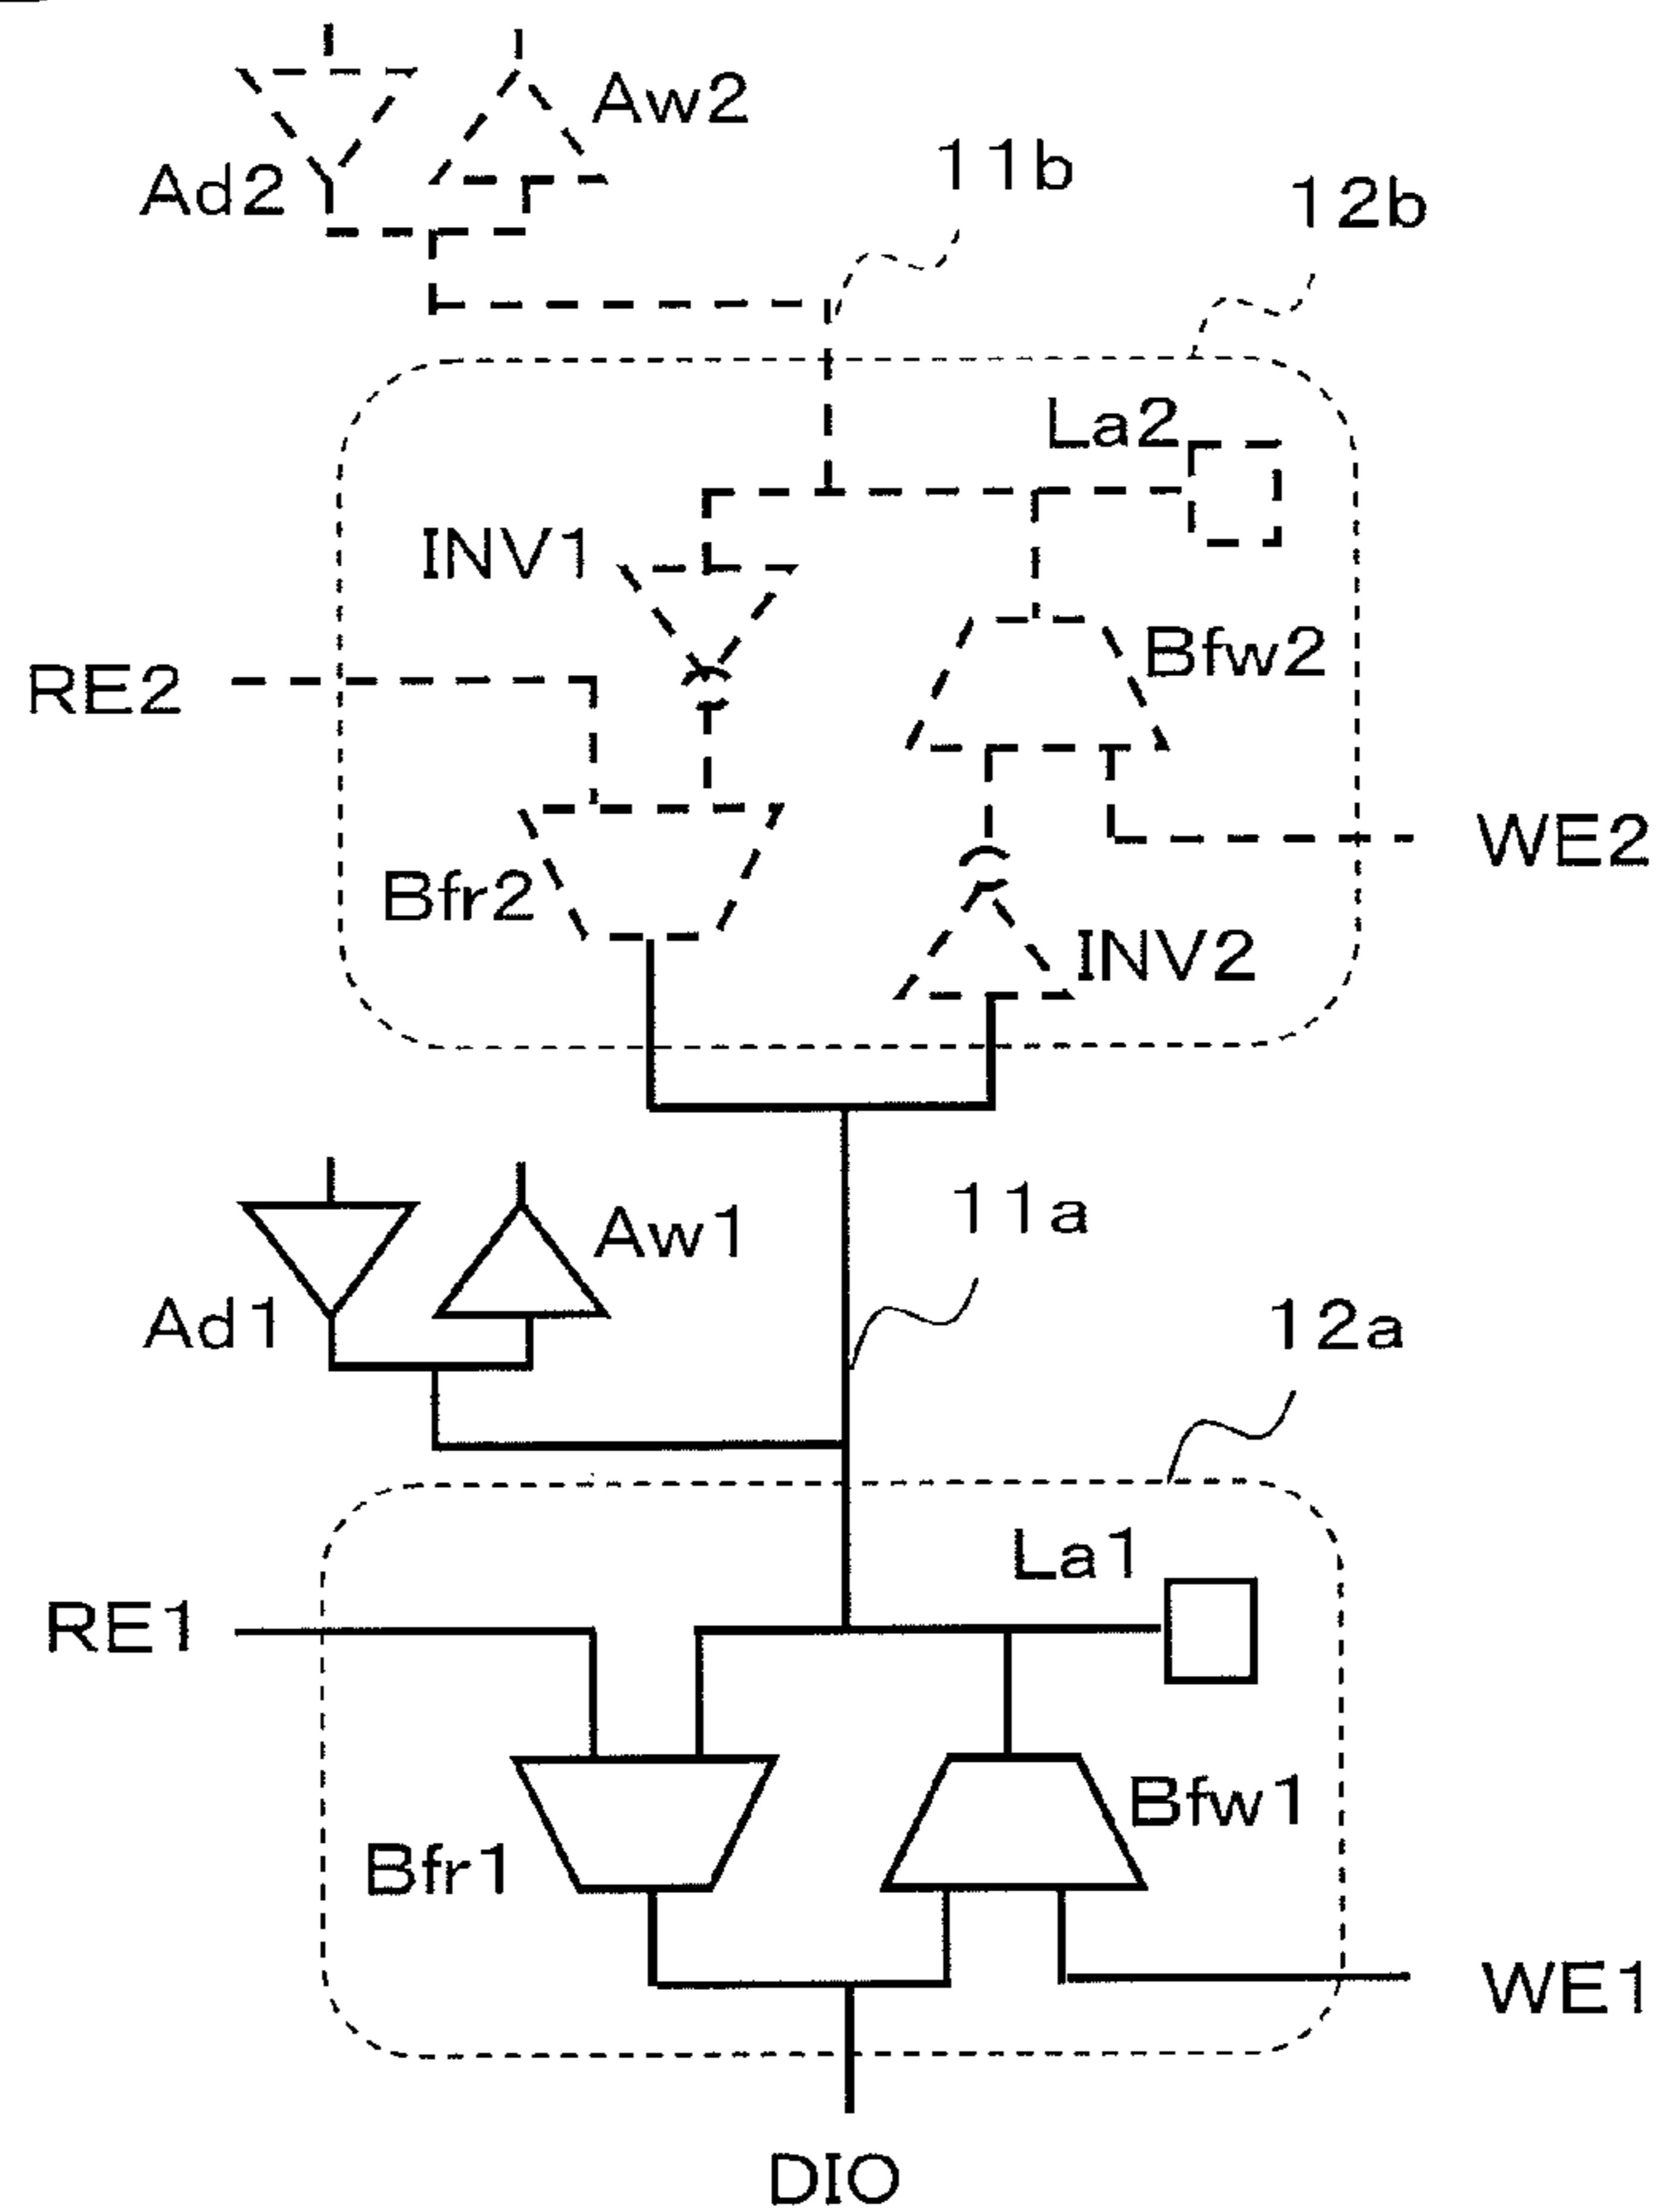 Aw2
Ad2
11b
12b
La2
INV1
Bfw2
RE2
WE2
Bfr2
INV2
11a
Aw1
Ad1
12a
La1
RE1
Bfw1
Bfr1
WE1
DIO